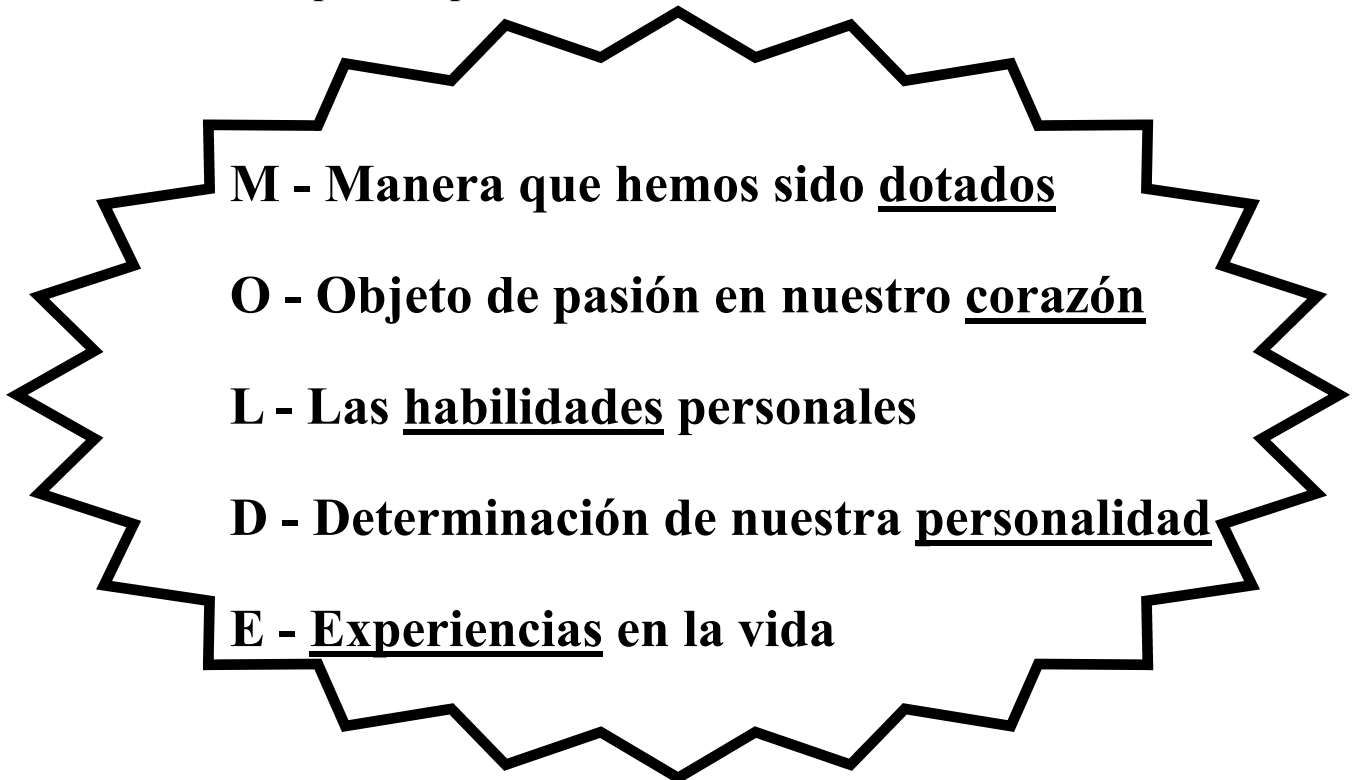 M - Manera que hemos sido dotados
O - Objeto de pasión en nuestro corazón
L - Las habilidades personales
D - Determinación de nuestra personalidad
E - Experiencias en la vida